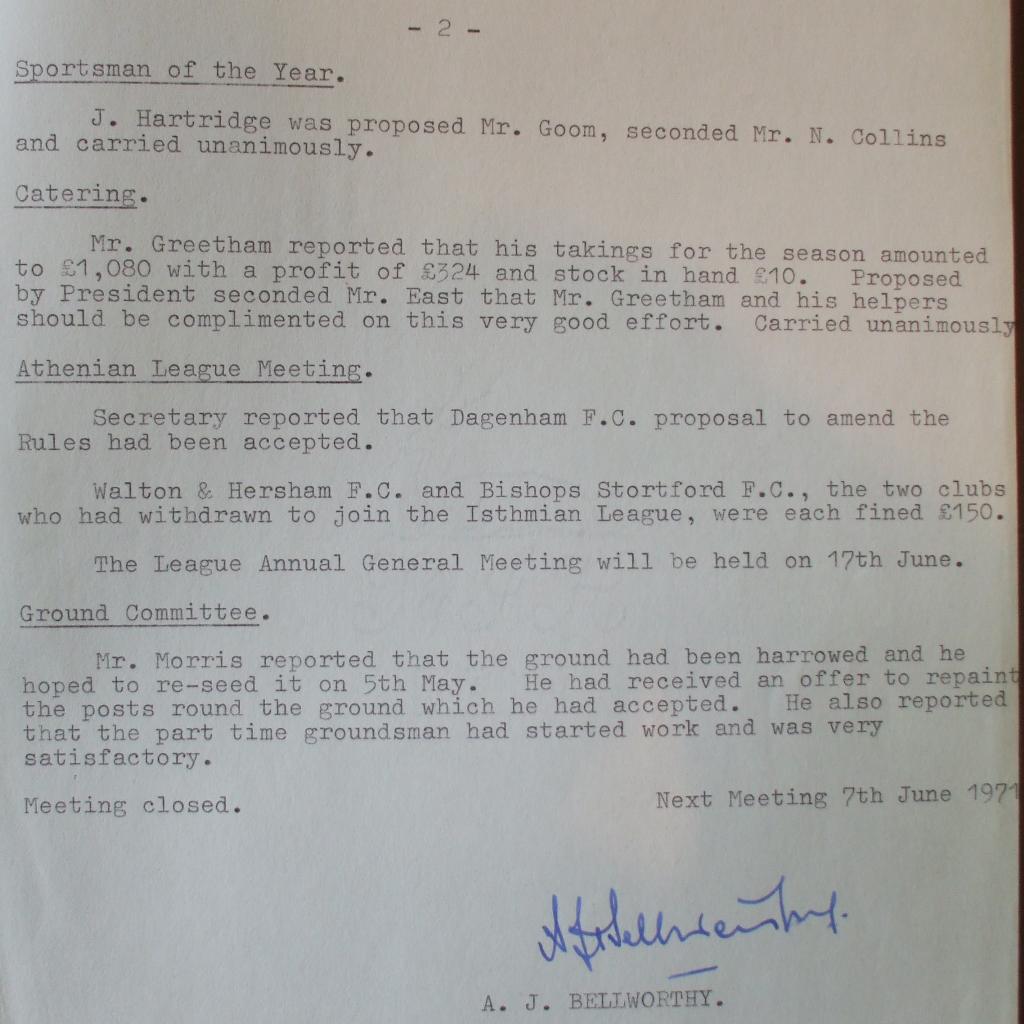 - 2 -
Sportsman of the Year.
J. Hartridge was proposed Mr. Goom, seconded Mr. N. Collins
and carried unanimously.
Catering.
Mr. Greetham reported that his takings for the season amounted
to £1,080 with a profit of £324 and stock in hand £10. Proposed
by President seconded Mr. East that Mr. Greetham and his helpers
should be complimented on this very good effort. Carried unanimously
Athenian League Meeting.
Secretary reported that Dagenham F.C. proposal to amend the
Rules had been accepted.
Walton & Hersham F.C. and Bishops Stortford F.C., the two clubs
who had withdrawn to join the Isthmian League, were each fined £150.
The League Annual General Meeting will be held on 17th June.
Ground Committee.
Mr. Morris reported that the ground had been harrowed and he
hoped to re-seed it on 5th May. He had received an offer to repaint
the posts round the ground which he had accepted. He also reported
that the part time groundsman had started work and was very
satisfactory.
Meeting closed. Next Meeting 7th June 1971
A J Bellworthy.
A. J. BELLWORTHY.